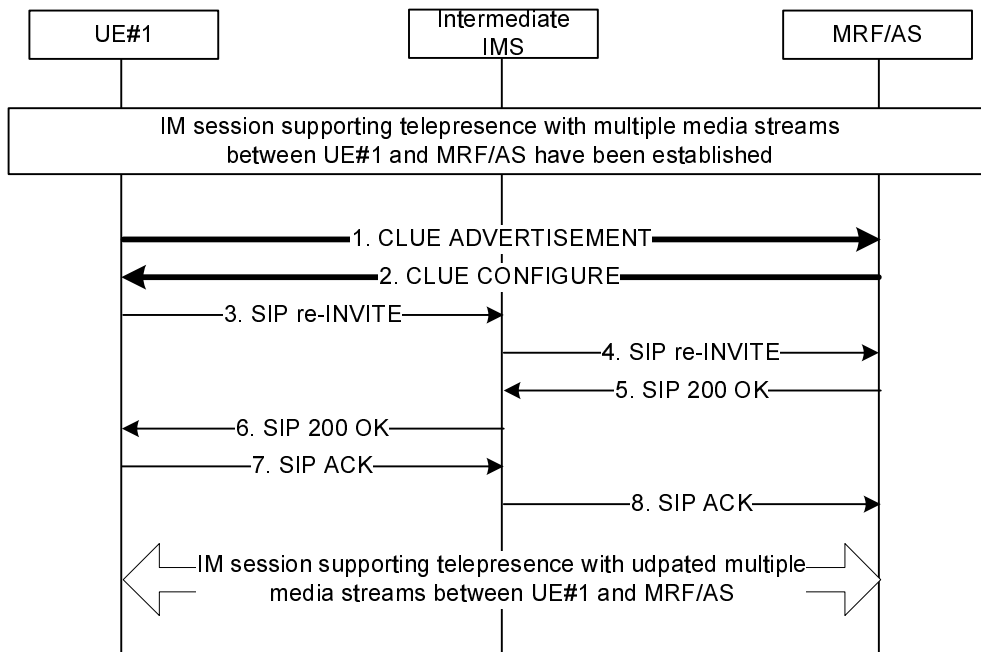 UE#1
Intermediate
IMS
MRF/AS
IM session supporting telepresence with multiple media streams
between UE#1 and MRF/AS have been established
1. CLUE ADVERTISEMENT
2. CLUE CONFIGURE
3. SIP re-INVITE
4. SIP re-INVITE
5. SIP 200 OK
6. SIP 200 OK
7. SIP ACK
8. SIP ACK
IM session supporting telepresence with udpated multiple
media streams between UE#1 and MRF/AS